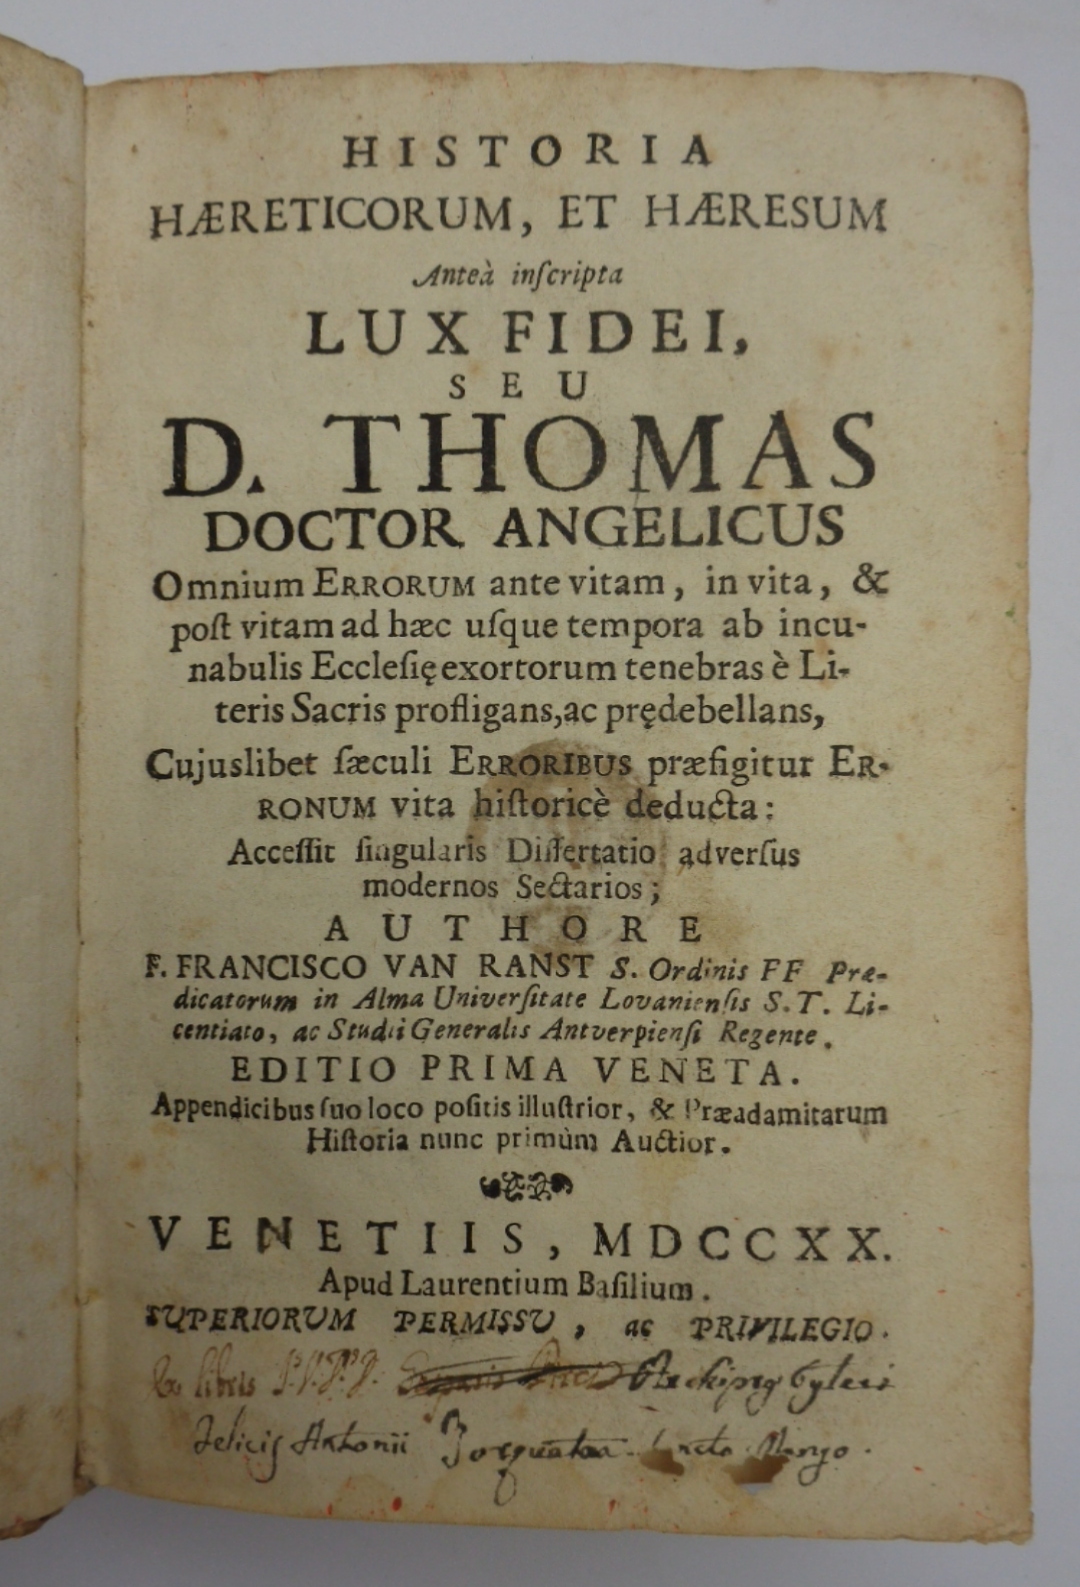 HISTORIA
HÆRETICORUM, ET HÆRESUM
Anteà inſcripta
LUX FIDEI,
SEU
D. THOMAS
DOCTOR ANGELICUS
Omnium ERRORUM ante vitam, in vita, &
poſt vitam ad hæc uſque tempora ab incu-
nabulis Eccleſię exortorum tenebras è Li-
teris Sacris profligans, ac prędebellans,
Cujuslibet ſæculi ERRORIBUS præfigitur ER-
RONUM vita hiſtoricè deducta:
Acceſſit ſingularis Diſſertatio adverſus
modernos Sectarios;
AUTHORE
F. FRANCISCO VAN RANST S. Ordinis FF Præ-
dicatorum in Alma Univerſitate Lovanienſis S.T. Li-
centiato, ac Studii Generalis Antverpienſi Regente.
EDITIO PRIMA VENETA.
Appendicibus ſuo loco poſitis illuſtrior, & Præadamitarum
Hiſtoria nunc primùm Auctior.
VENETIIS, MDCCXX.
Apud Laurentium Baſilium.
SUPERIORUM PERMISSU, ac PRIVILEGIO.
Ex libris
Felicis Antonii